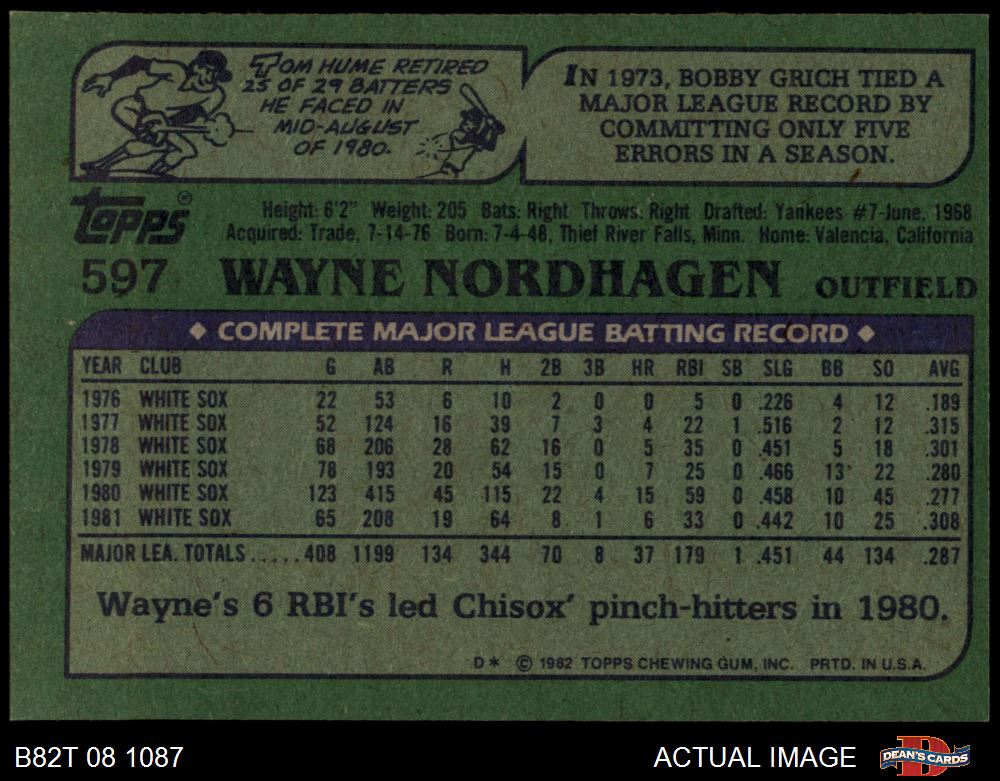 TOM HUME RETIRED
25 OF 29 BATTERS
HE FACED IN
MID-AUGUST
OF 1980.
IN 1973, BOBBY GRICH TIED A
MAJOR LEAGUE RECORD BY
COMMITTING ONLY FIVE
ERRORS IN A SEASON.
TOPPS®
Height: 6'2" Weight: 205 Bats: Right Throws: Right Drafted: Yankees #7-June, 1968
Acquired: Trade, 7-14-76 Born: 7-4-48, Thief River Falls, Minn. Home: Valencia, California
597 WAYNE NORDHAGEN OUTFIELD
◆ COMPLETE MAJOR LEAGUE BATTING RECORD ◆
YEAR CLUB G AB R H 2B 3B HR RBI SB SLG BB SO AVG
1976 WHITE SOX 22 53 6 10 2 0 0 5 0 .226 4 12 .189
1977 WHITE SOX 52 124 16 39 7 3 4 22 1 .516 2 12 .315
1978 WHITE SOX 68 206 28 62 16 0 5 35 0 .451 5 18 .301
1979 WHITE SOX 78 193 20 54 15 0 7 25 0 .466 13 22 .280
1980 WHITE SOX 123 415 45 115 22 4 15 59 0 .458 10 45 .277
1981 WHITE SOX 65 208 19 64 8 1 6 33 0 .442 10 25 .308
MAJOR LEA. TOTALS.....408 1199 134 344 70 8 37 179 1 .451 44 134 .287
Wayne's 6 RBI's led Chisox' pinch-hitters in 1980.
D* © 1982 TOPPS CHEWING GUM, INC. PRTD. IN U.S.A.
B82T 08 1087 ACTUAL IMAGE DEAN'S CARDS